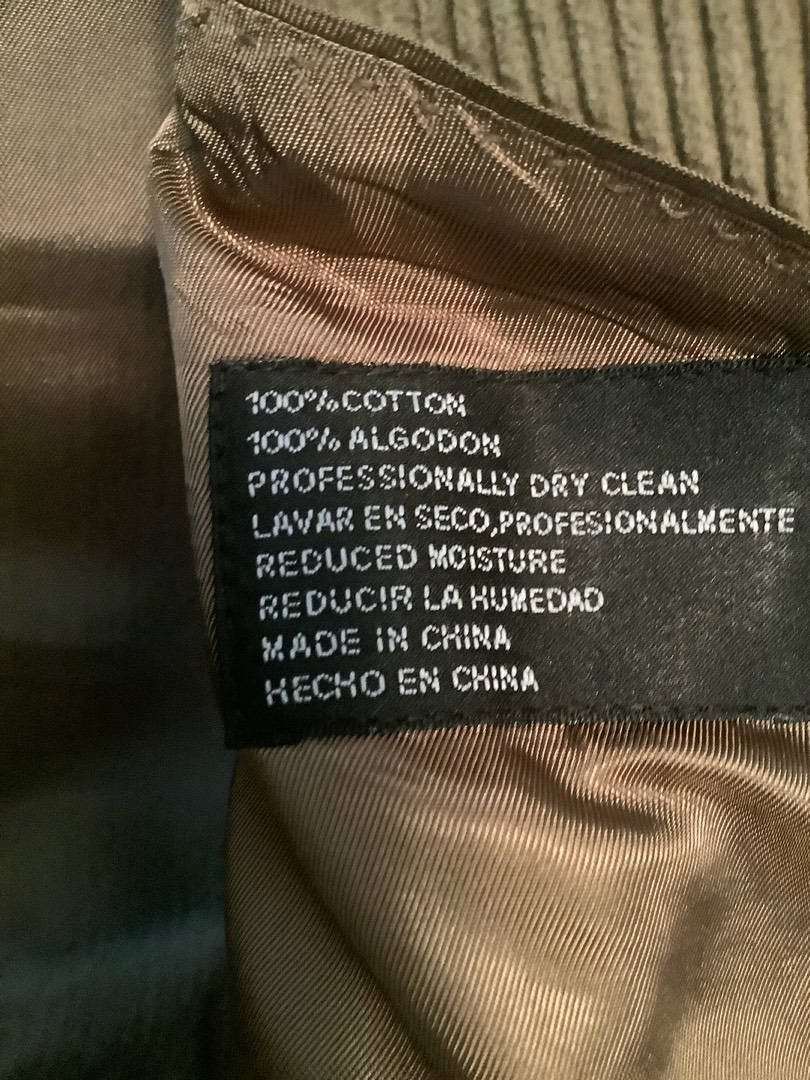 100% COTTON
100% ALGODON
PROFESSIONALLY DRY CLEAN
LAVAR EN SECO,PROFESIONALMENTE
REDUCED MOISTURE
REDUCIR LA HUMEDAD
MADE IN CHINA
HECHO EN CHINA